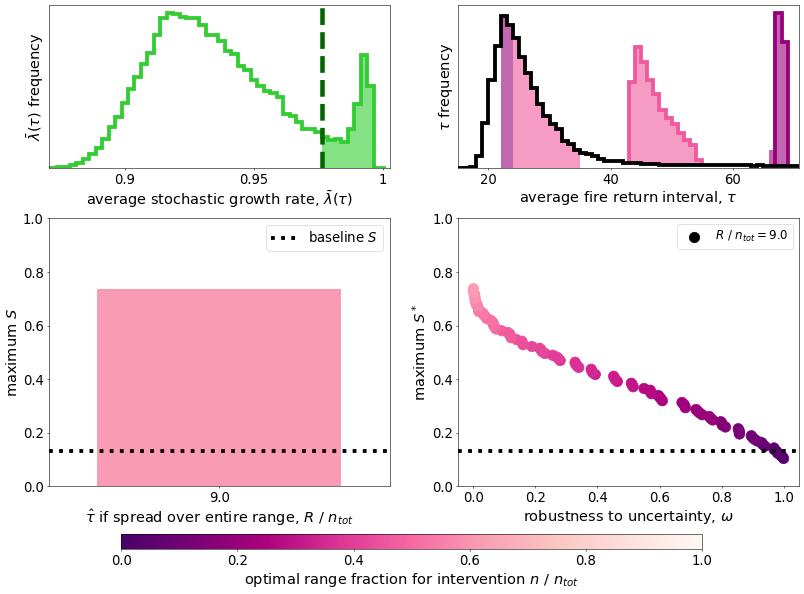 λ̄(τ) frequency
0.9 0.95 1
average stochastic growth rate, λ̄(τ)
τ frequency
20 40 60
average fire return interval, τ
maximum S
1.0
0.8
0.6
0.4
0.2
0.0
baseline S
9.0
τ̂ if spread over entire range, R / n_tot
maximum S*
1.0
0.8
0.6
0.4
0.2
0.0
R / n_tot = 9.0
0.0 0.2 0.4 0.6 0.8 1.0
robustness to uncertainty, ω
0.0 0.2 0.4 0.6 0.8 1.0
optimal range fraction for intervention n / n_tot